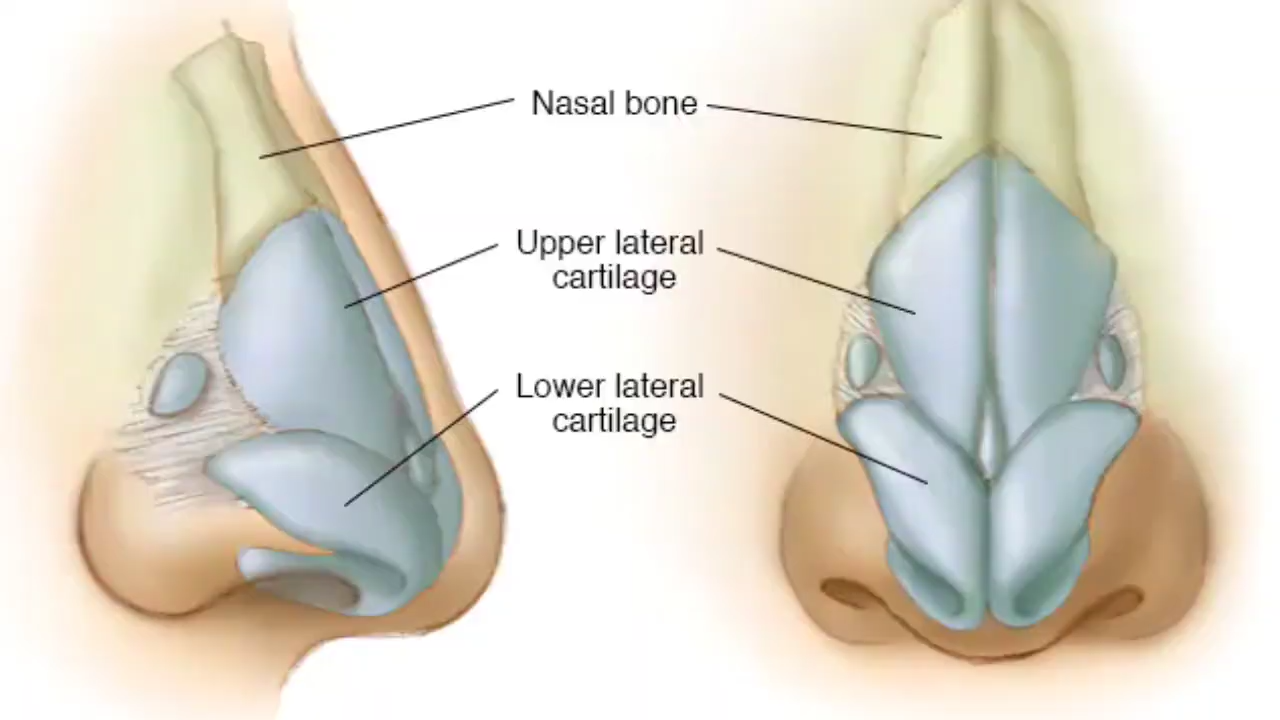 Nasal bone
Upper lateral
cartilage
Lower lateral
cartilage